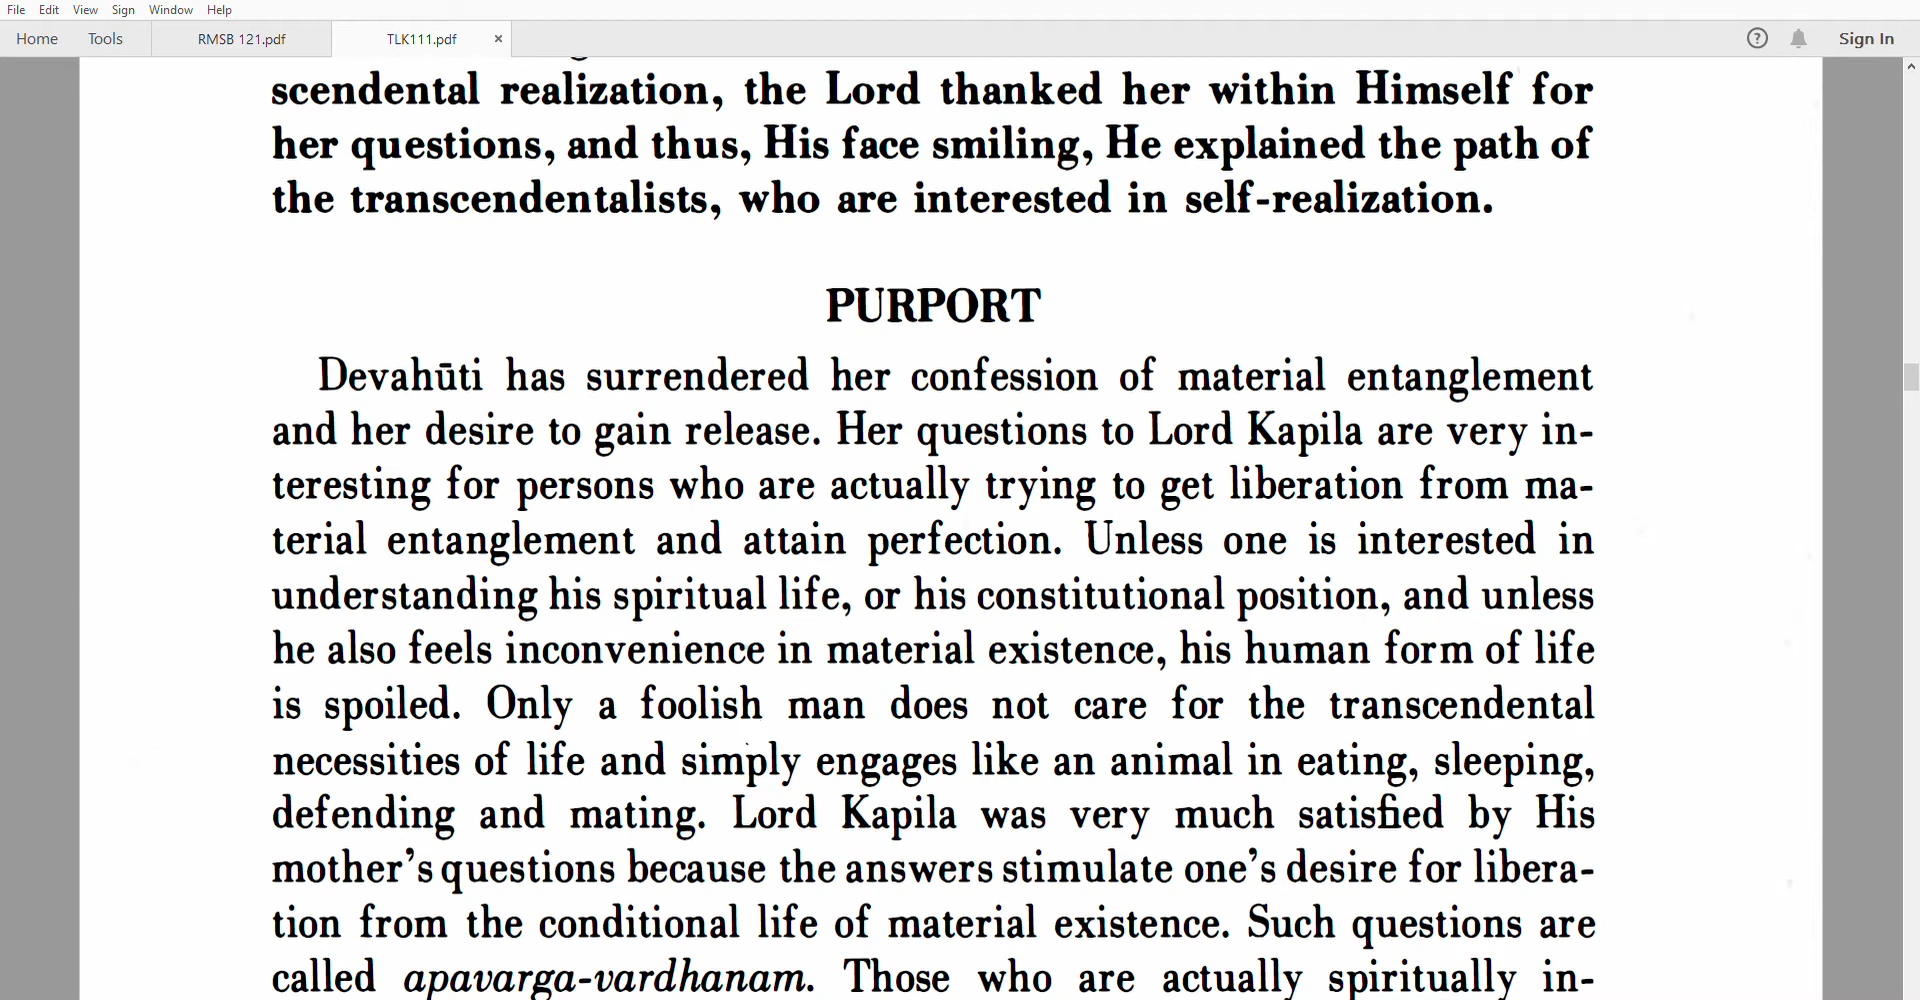 File Edit View Sign Window Help
Home Tools RMSB 121.pdf TLK111.pdf × ? Sign In
scendental realization, the Lord thanked her within Himself for
her questions, and thus, His face smiling, He explained the path of
the transcendentalists, who are interested in self-realization.
PURPORT
Devahūti has surrendered her confession of material entanglement
and her desire to gain release. Her questions to Lord Kapila are very in-
teresting for persons who are actually trying to get liberation from ma-
terial entanglement and attain perfection. Unless one is interested in
understanding his spiritual life, or his constitutional position, and unless
he also feels inconvenience in material existence, his human form of life
is spoiled. Only a foolish man does not care for the transcendental
necessities of life and simply engages like an animal in eating, sleeping,
defending and mating. Lord Kapila was very much satisfied by His
mother's questions because the answers stimulate one's desire for libera-
tion from the conditional life of material existence. Such questions are
called apavarga-vardhanam. Those who are actually spiritually in-